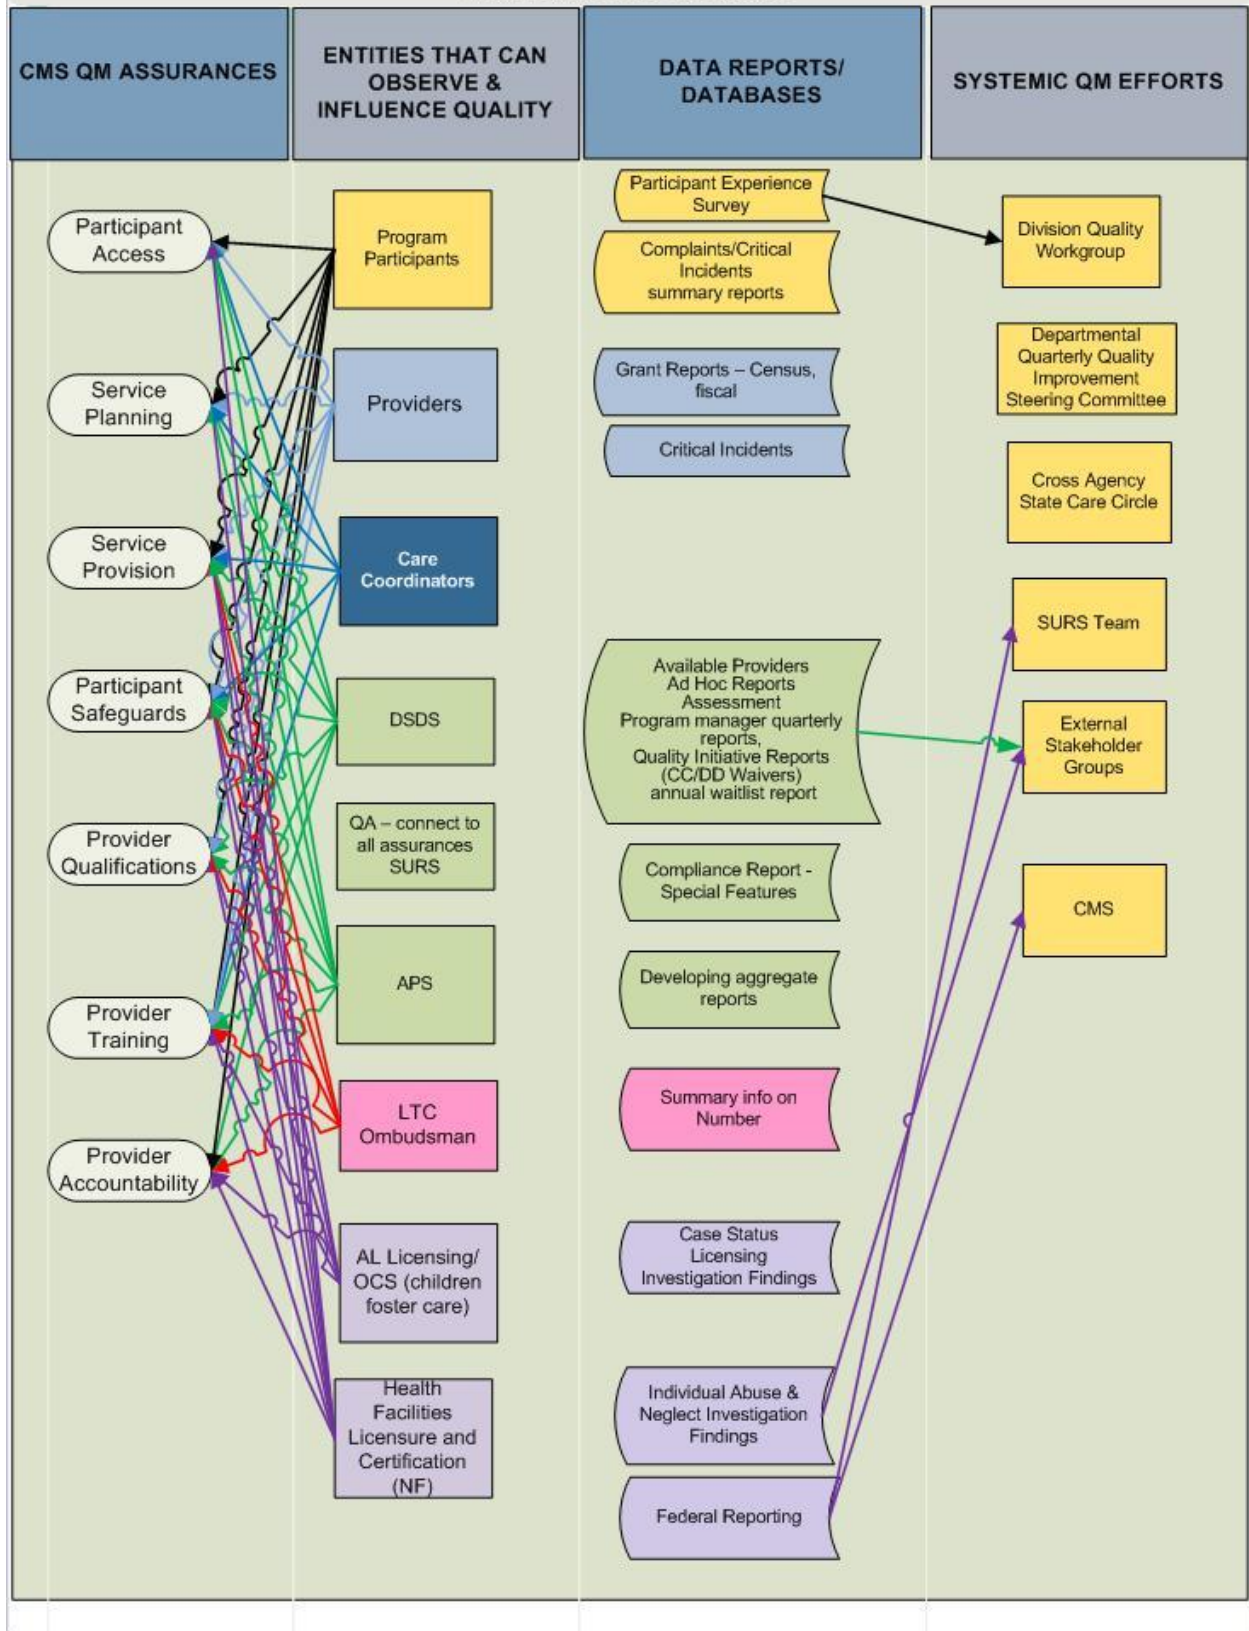 CMS QM ASSURANCES
ENTITIES THAT CAN
OBSERVE &
INFLUENCE QUALITY
DATA REPORTS/
DATABASES
SYSTEMIC QM EFFORTS
Participant
Access
Service
Planning
Service
Provision
Participant
Safeguards
Provider
Qualifications
Provider
Training
Provider
Accountability
Program
Participants
Providers
Care
Coordinators
DSDS
QA – connect to
all assurances
SURS
APS
LTC
Ombudsman
AL Licensing/
OCS (children
foster care)
Health
Facilities
Licensure and
Certification
(NF)
Participant Experience
Survey
Complaints/Critical
Incidents
summary reports
Grant Reports – Census,
fiscal
Critical Incidents
Available Providers
Ad Hoc Reports
Assessment
Program manager quarterly
reports,
Quality Initiative Reports
(CC/DD Waivers)
annual waitlist report
Compliance Report -
Special Features
Developing aggregate
reports
Summary info on
Number
Case Status
Licensing
Investigation Findings
Individual Abuse &
Neglect Investigation
Findings
Federal Reporting
Division Quality
Workgroup
Departmental
Quarterly Quality
Improvement
Steering Committee
Cross Agency
State Care Circle
SURS Team
External
Stakeholder
Groups
CMS